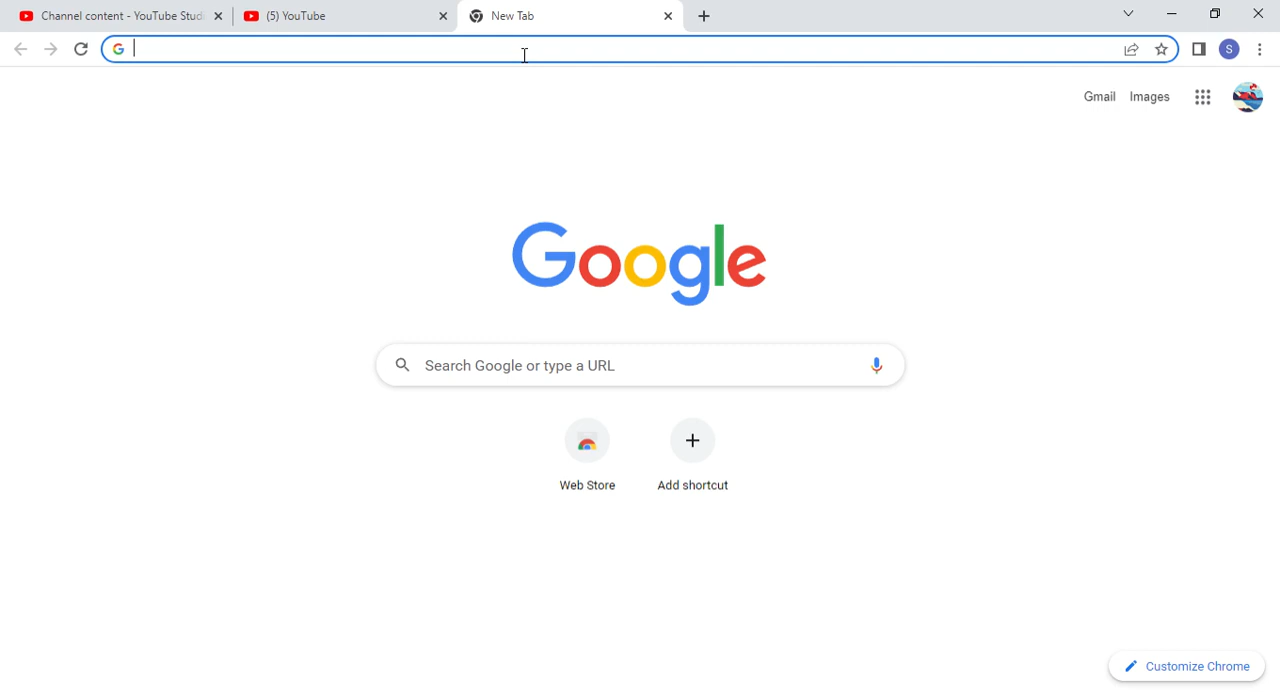 Channel content - YouTube Stud
(5) YouTube
New Tab
G
S
Gmail Images
Google
Search Google or type a URL
Web Store
Add shortcut
Customize Chrome